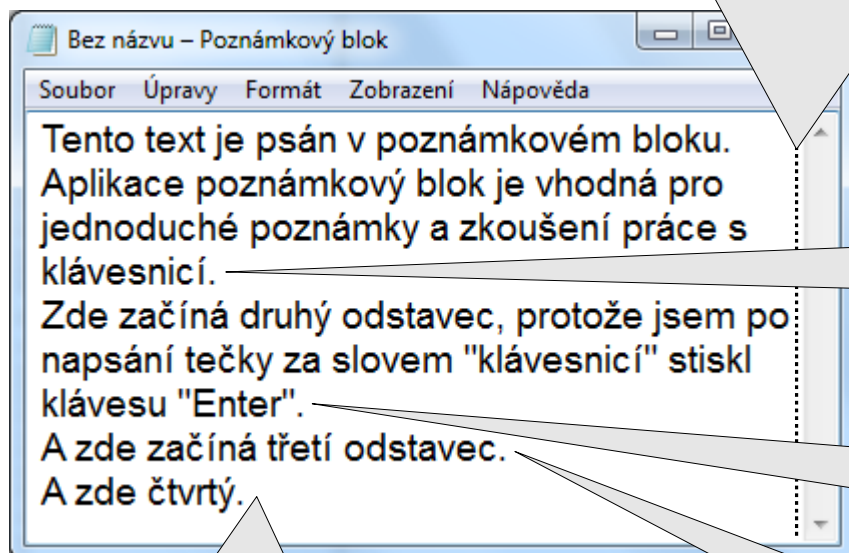 Bez názvu – Poznámkový blok
Soubor Úpravy Formát Zobrazení Nápověda
Tento text je psán v poznámkovém bloku.
Aplikace poznámkový blok je vhodná pro
jednoduché poznámky a zkoušení práce s
klávesnicí.
Zde začíná druhý odstavec, protože jsem po
napsání tečky za slovem "klávesnicí" stiskl
klávesu "Enter".
A zde začíná třetí odstavec.
A zde čtvrtý.